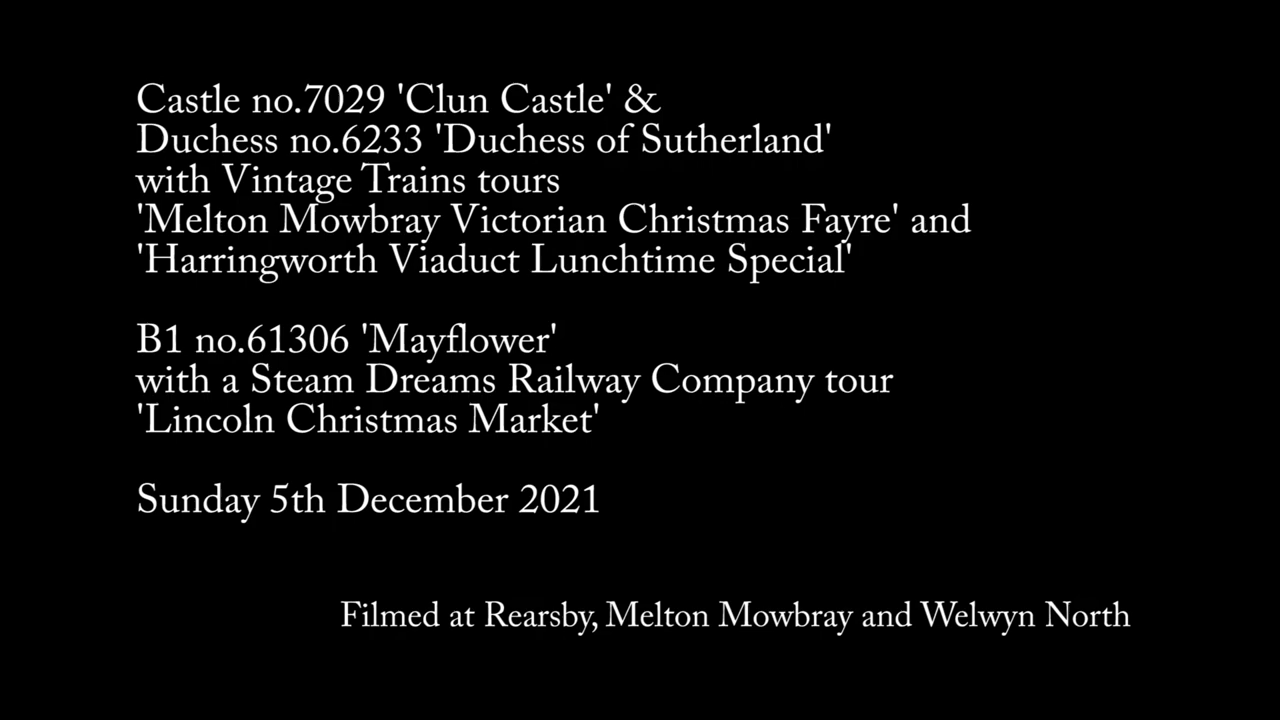 Castle no.7029 'Clun Castle' &
Duchess no.6233 'Duchess of Sutherland'
with Vintage Trains tours
'Melton Mowbray Victorian Christmas Fayre' and
'Harringworth Viaduct Lunchtime Special'
B1 no.61306 'Mayflower'
with a Steam Dreams Railway Company tour
'Lincoln Christmas Market'
Sunday 5th December 2021
Filmed at Rearsby, Melton Mowbray and Welwyn North